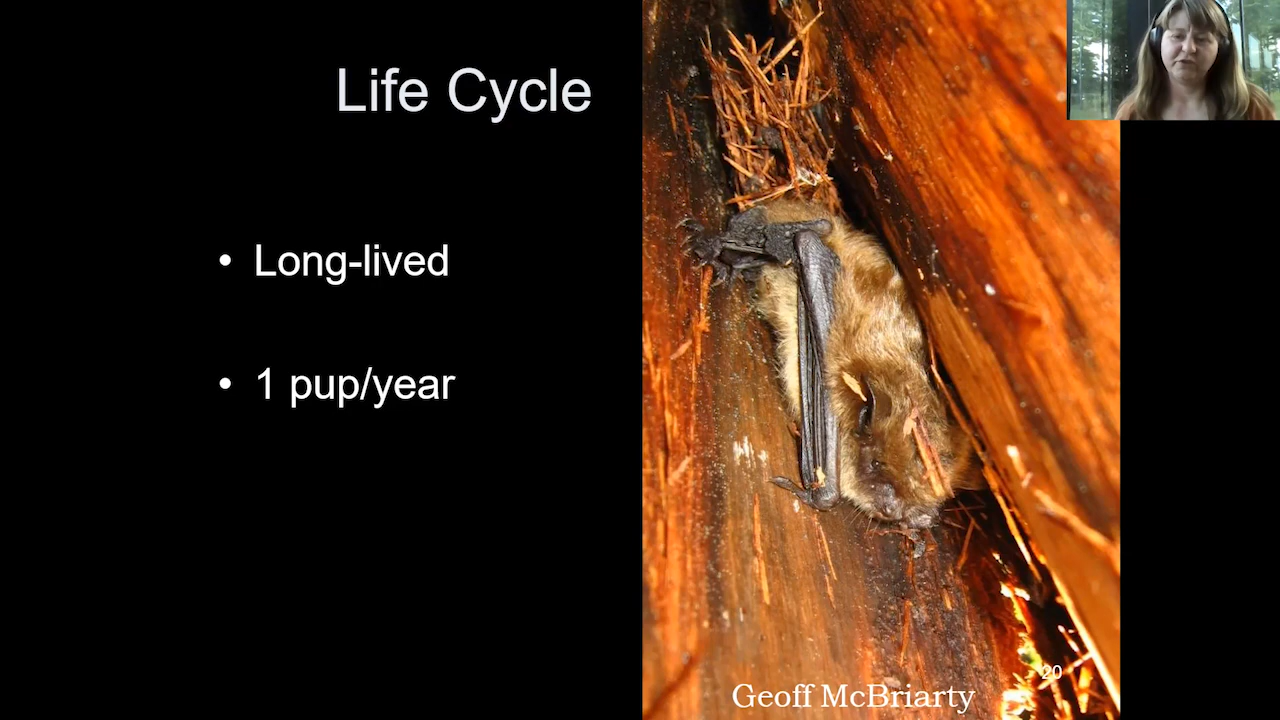 Life Cycle
• Long-lived
• 1 pup/year
20
Geoff McBriarty